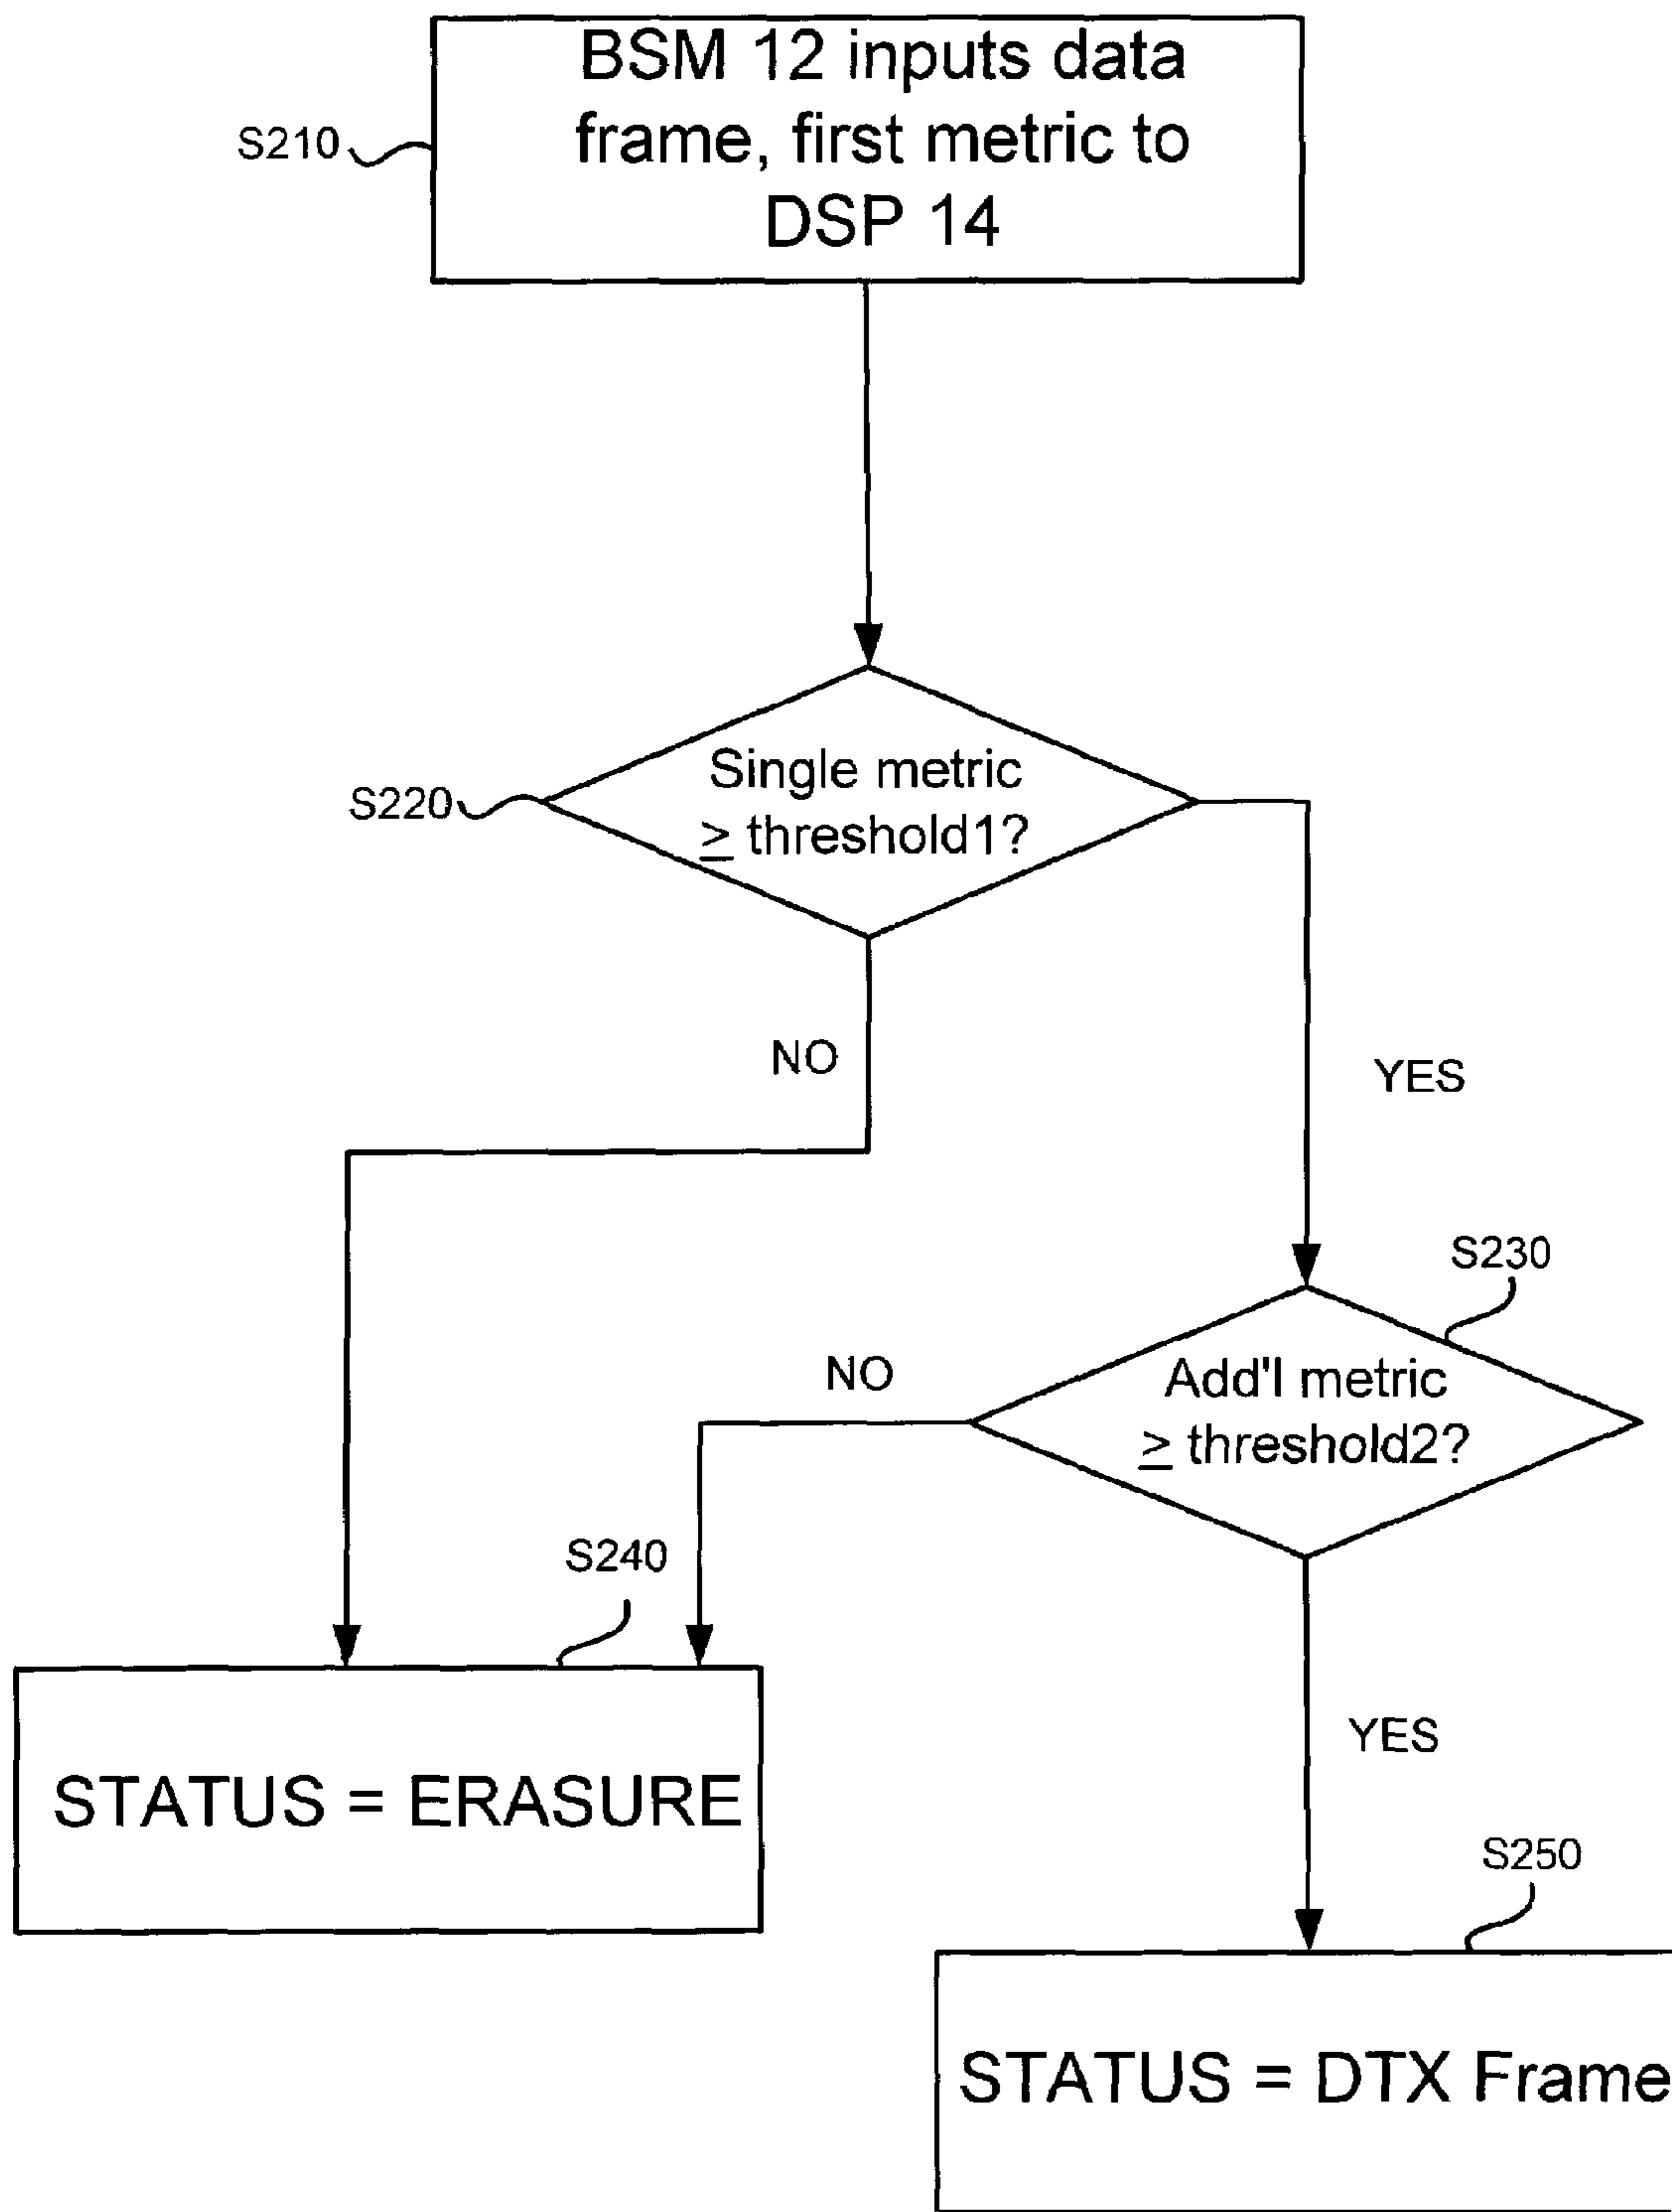 BSM 12 inputs data
frame, first metric to
DSP 14
S210
Single metric
≥ threshold1?
S220
NO
YES
S230
Add'l metric
≥ threshold2?
NO
S240
STATUS = ERASURE
YES
S250
STATUS = DTX Frame